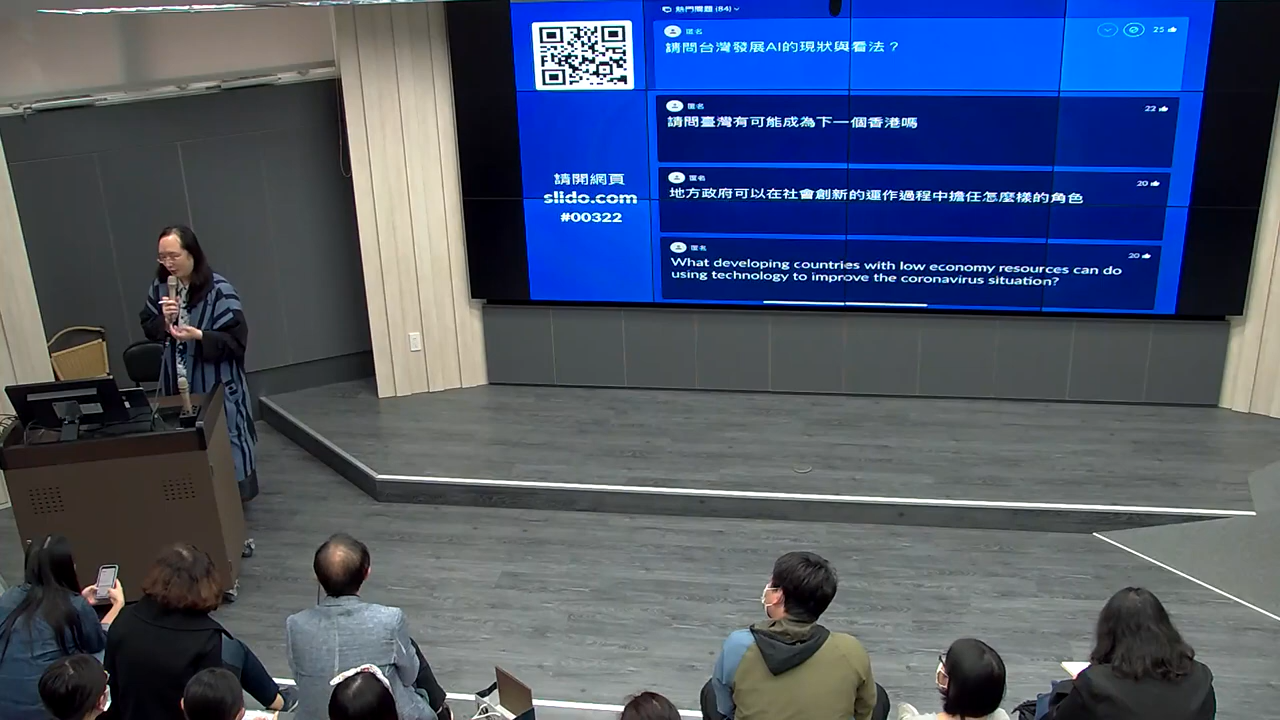 熱門問題 (84)
匿名
25
請問台灣發展AI的現狀與看法？
匿名
22
請問臺灣有可能成為下一個香港嗎
匿名
20
地方政府可以在社會創新的運作過程中擔任怎麼樣的角色
匿名
20
What developing countries with low economy resources can do
using technology to improve the coronavirus situation?
請開網頁
slido.com
#00322